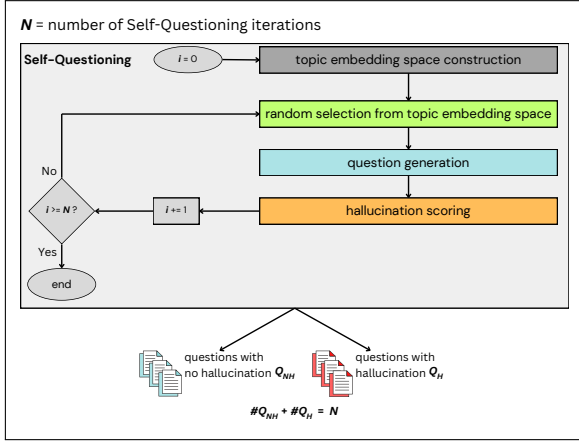 N = number of Self-Questioning iterations
Self-Questioning
i = 0
topic embedding space construction
random selection from topic embedding space
question generation
hallucination scoring
i += 1
i >= N ?
No
Yes
end
questions with
no hallucination Q_NH
questions with
hallucination Q_H
#Q_NH + #Q_H = N